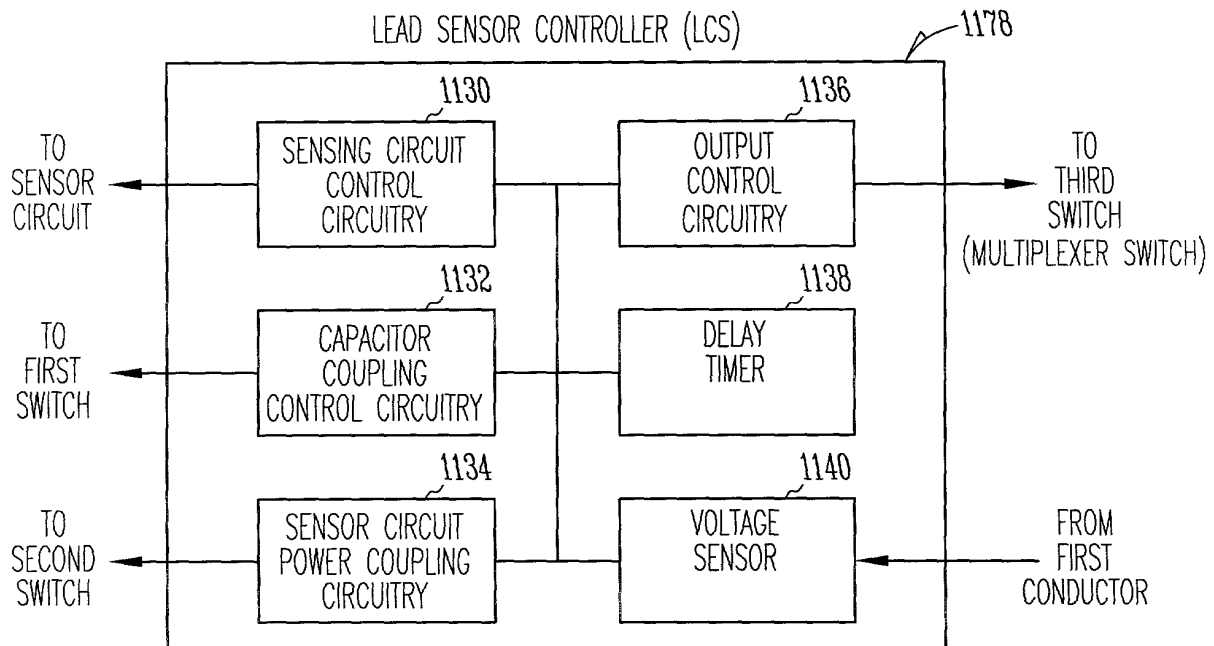 LEAD SENSOR CONTROLLER (LCS)
1178
1130
1136
TO
SENSOR
CIRCUIT
SENSING CIRCUIT
CONTROL
CIRCUITRY
OUTPUT
CONTROL
CIRCUITRY
TO
THIRD
SWITCH
(MULTIPLEXER SWITCH)
1132
1138
TO
FIRST
SWITCH
CAPACITOR
COUPLING
CONTROL CIRCUITRY
DELAY
TIMER
1134
1140
TO
SECOND
SWITCH
SENSOR CIRCUIT
POWER COUPLING
CIRCUITRY
VOLTAGE
SENSOR
FROM
FIRST
CONDUCTOR